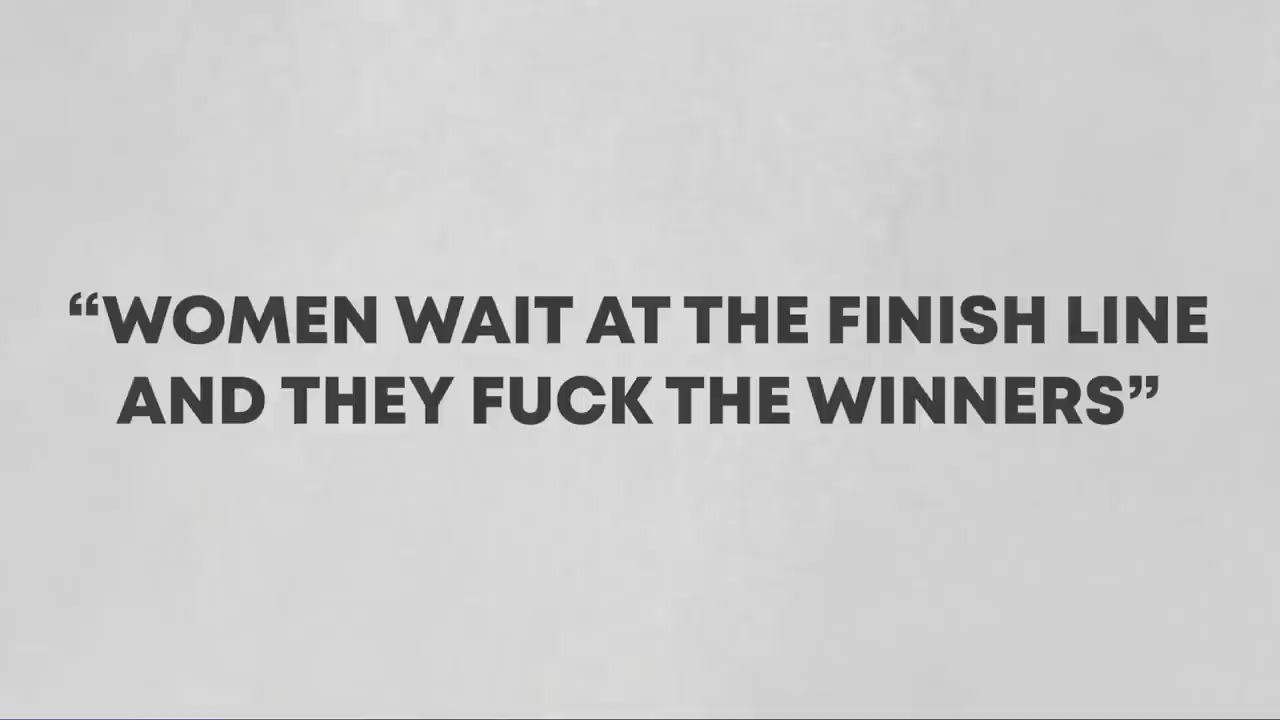 “WOMEN WAIT AT THE FINISH LINE
AND THEY FUCK THE WINNERS”